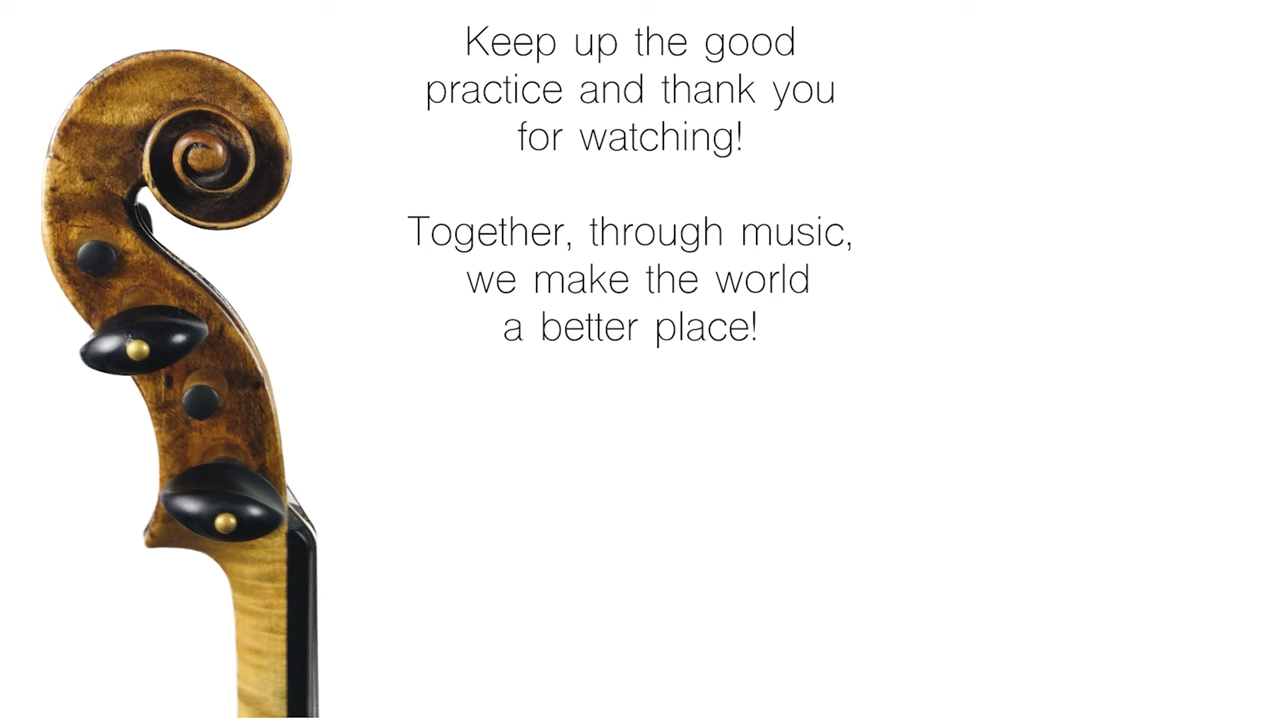 Keep up the good
practice and thank you
for watching!
Together, through music,
we make the world
a better place!